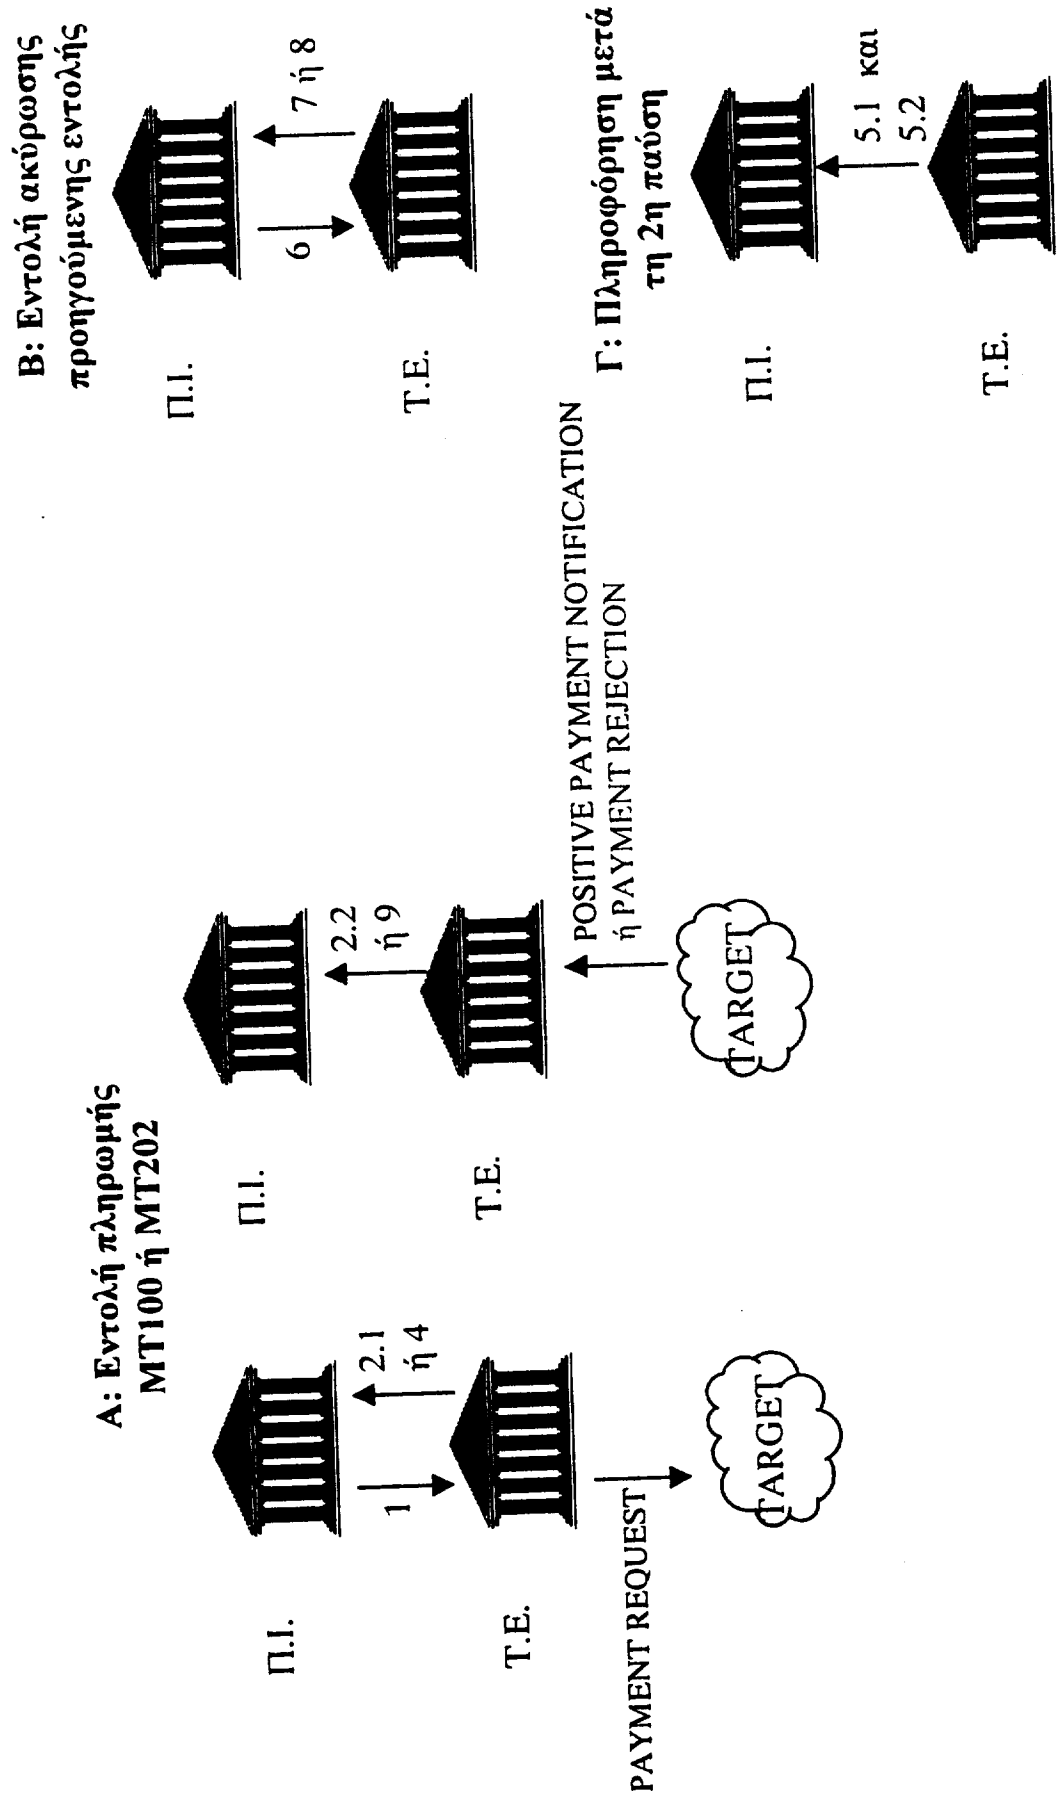 Α: Εντολή πληρωμής
ΜΤ100 ή ΜΤ202
Π.Ι.
1
2.1
ή 4
Τ.Ε.
PAYMENT REQUEST
TARGET
Π.Ι.
2.2
ή 9
Τ.Ε.
POSITIVE PAYMENT NOTIFICATION
ή PAYMENT REJECTION
TARGET
Β: Εντολή ακύρωσης
προηγούμενης εντολής
Π.Ι.
6
7 ή 8
Τ.Ε.
Γ: Πληροφόρηση μετά
τη 2η παύση
Π.Ι.
5.1 και
5.2
Τ.Ε.